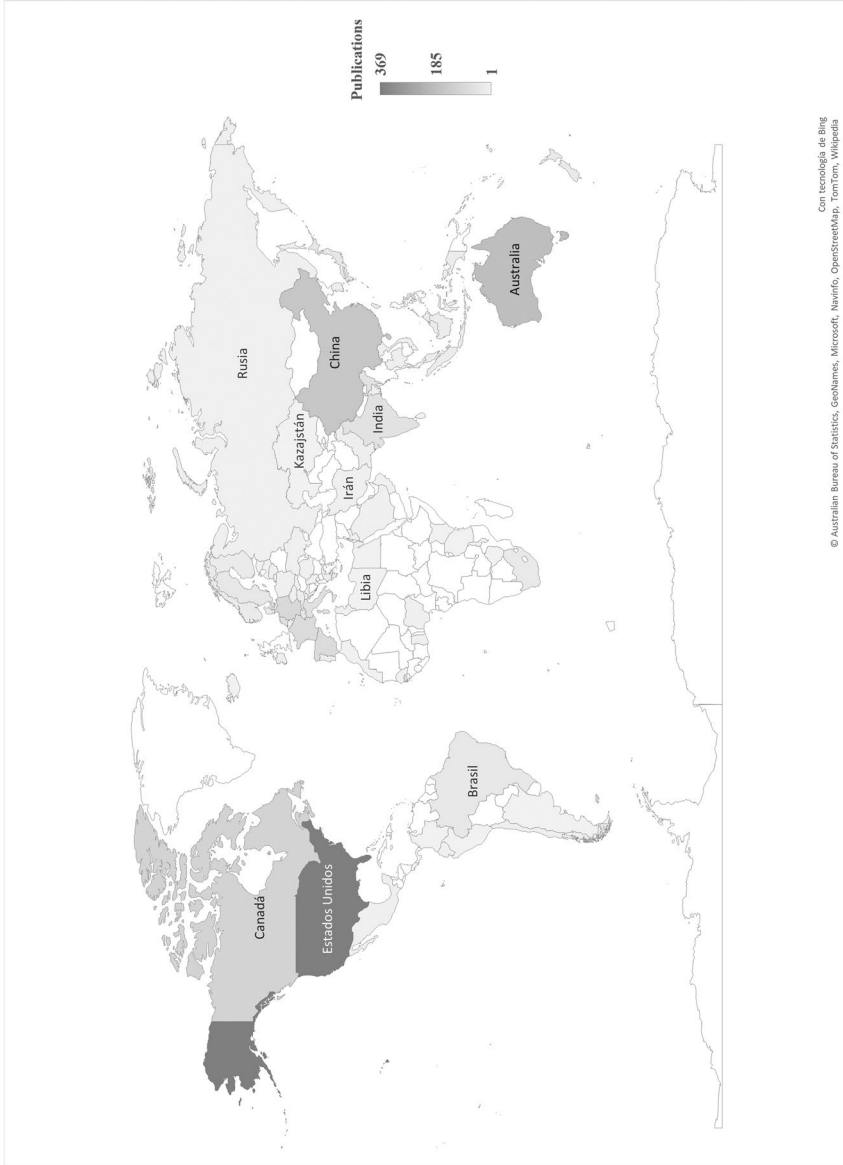 Publications
369
185
1
Canadá
Estados Unidos
Brasil
Rusia
Kazajstán
China
Irán
India
Libia
Australia
Con tecnología de Bing
© Australian Bureau of Statistics, GeoNames, Microsoft, Navinfo, OpenStreetMap, TomTom, Wikipedia